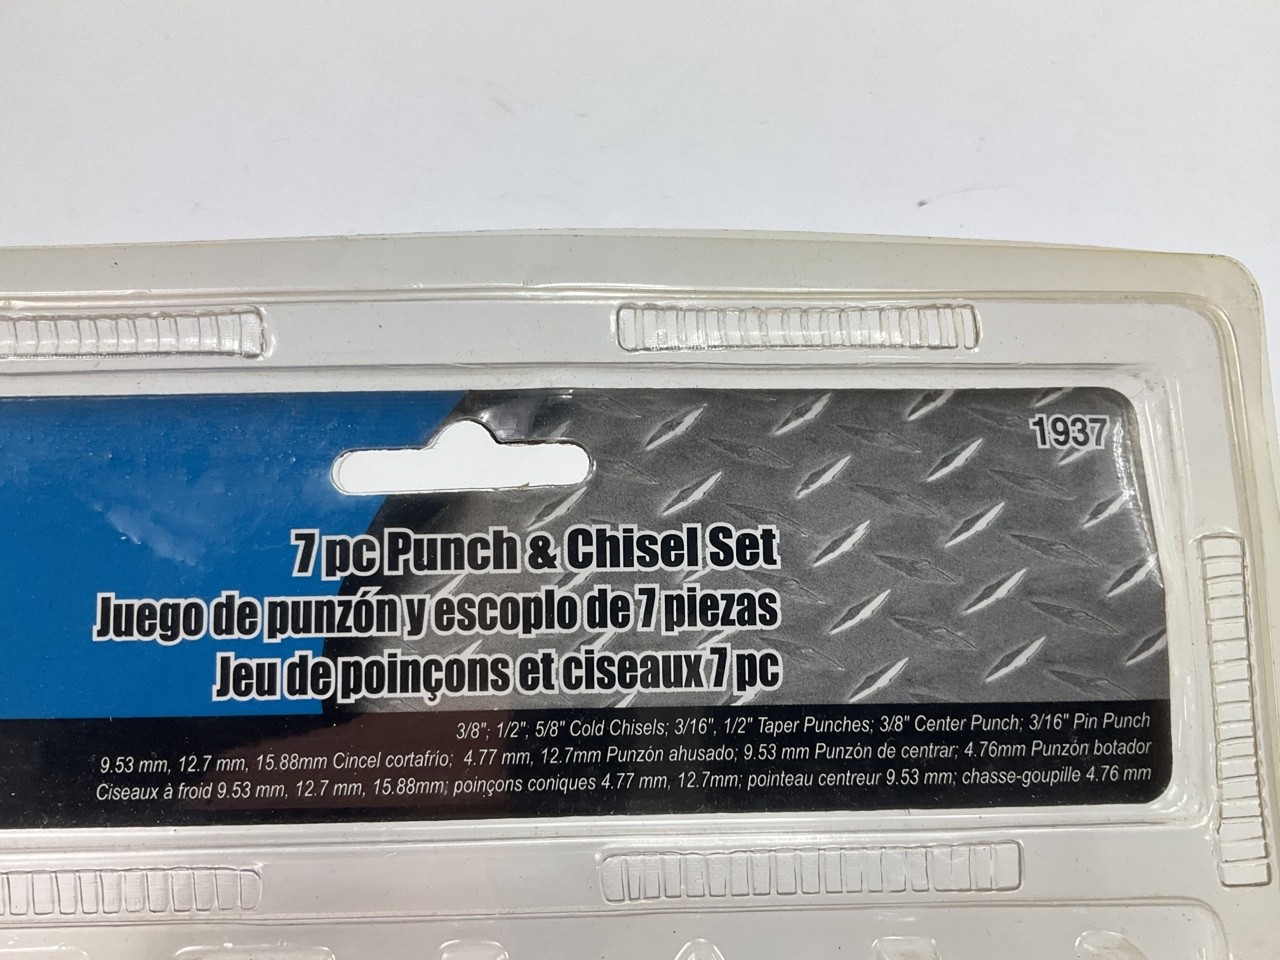 1937
7 pc Punch & Chisel Set
Juego de punzón y escoplo de 7 piezas
Jeu de poinçons et ciseaux 7 pc
3/8"; 1/2"; 5/8" Cold Chisels; 3/16", 1/2" Taper Punches; 3/8" Center Punch; 3/16" Pin Punch
9.53 mm, 12.7 mm, 15.88mm Cincel cortafrío; 4.77 mm, 12.7mm Punzón ahusado; 9.53 mm Punzón de centrar; 4.76mm Punzón botador
Ciseaux à froid 9.53 mm, 12.7 mm, 15.88mm; poinçons coniques 4.77 mm, 12.7mm; pointeau centreur 9.53 mm; chasse-goupille 4.76 mm